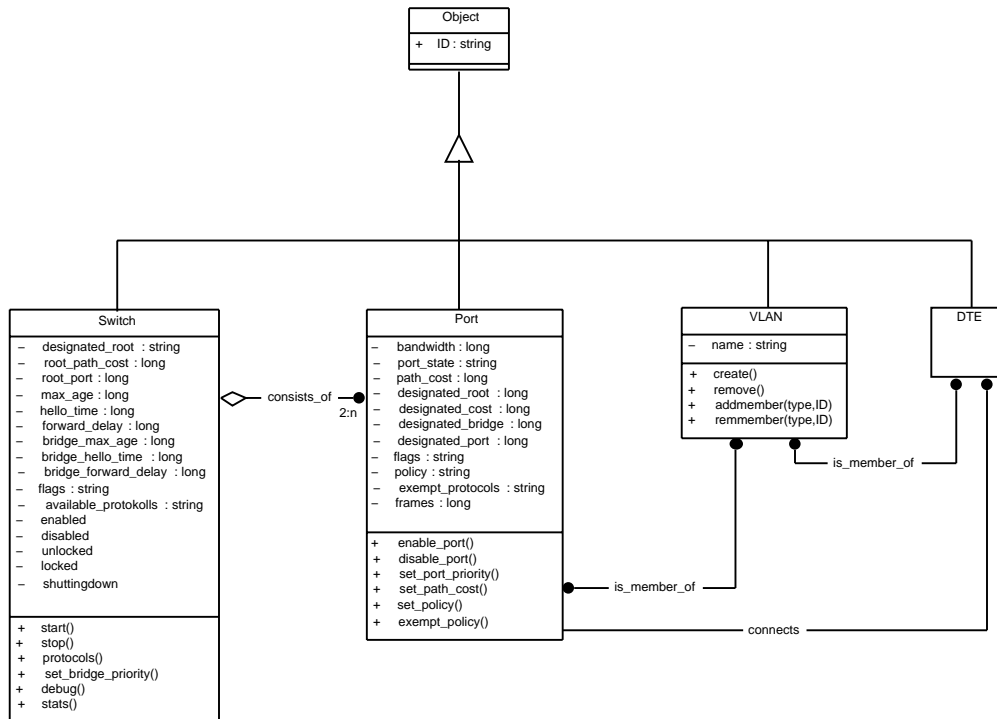 Object
+ ID : string
Switch
– designated_root : string
– root_path_cost : long
– root_port : long
– max_age : long
– hello_time : long
– forward_delay : long
– bridge_max_age : long
– bridge_hello_time : long
– bridge_forward_delay : long
– flags : string
– available_protokolls : string
– enabled
– disabled
– unlocked
– locked
– shuttingdown
+ start()
+ stop()
+ protocols()
+ set_bridge_priority()
+ debug()
+ stats()
consists_of
2:n
Port
– bandwidth : long
– port_state : string
– path_cost : long
– designated_root : long
– designated_cost : long
– designated_bridge : long
– designated_port : long
– flags : string
– policy : string
– exempt_protocols : string
– frames : long
+ enable_port()
+ disable_port()
+ set_port_priority()
+ set_path_cost()
+ set_policy()
+ exempt_policy()
VLAN
– name : string
+ create()
+ remove()
+ addmember(type,ID)
+ remmember(type,ID)
DTE
is_member_of
is_member_of
connects